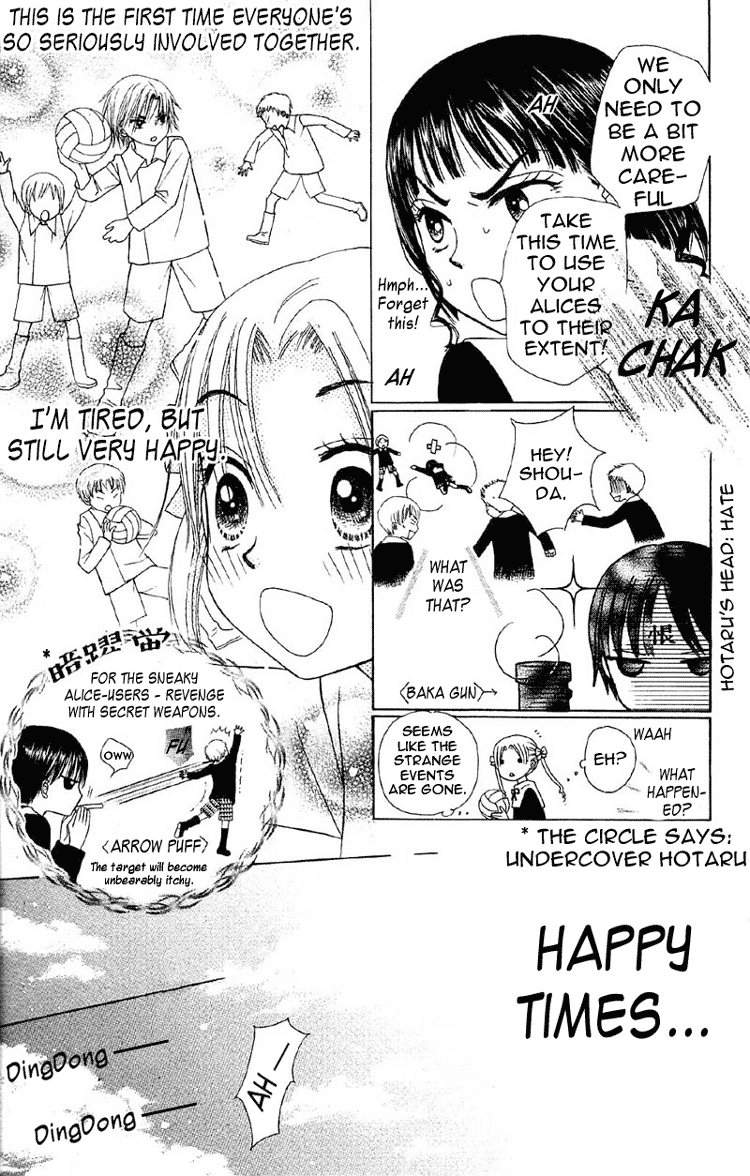 WE
ONLY
NEED TO
BE A BIT
MORE
CARE-
FUL
AH
TAKE
THIS TIME
TO USE
YOUR
ALICES
TO THEIR
EXTENT!
Hmph...
Forget
this!
KA
CHAK
AH
HEY!
SHOU-
DA.
WHAT
WAS
THAT?
恨
<BAKA GUN>→
HOTARU'S HEAD: HATE
WAAH
EH?
WHAT
HAPPEN-
ED?
SEEMS
LIKE THE
STRANGE
EVENTS
ARE GONE.
* THE CIRCLE SAYS:
UNDERCOVER HOTARU
THIS IS THE FIRST TIME EVERYONE'S
SO SERIOUSLY INVOLVED TOGETHER.
I'M TIRED, BUT
STILL VERY HAPPY.
*
暗躍蛍
FOR THE SNEAKY
ALICE-USERS - REVENGE
WITH SECRET WEAPONS.
OWW
FU
<ARROW PUFF>
The target will become
unbearably itchy.
HAPPY
TIMES...
AH—
DingDong —
DingDong —